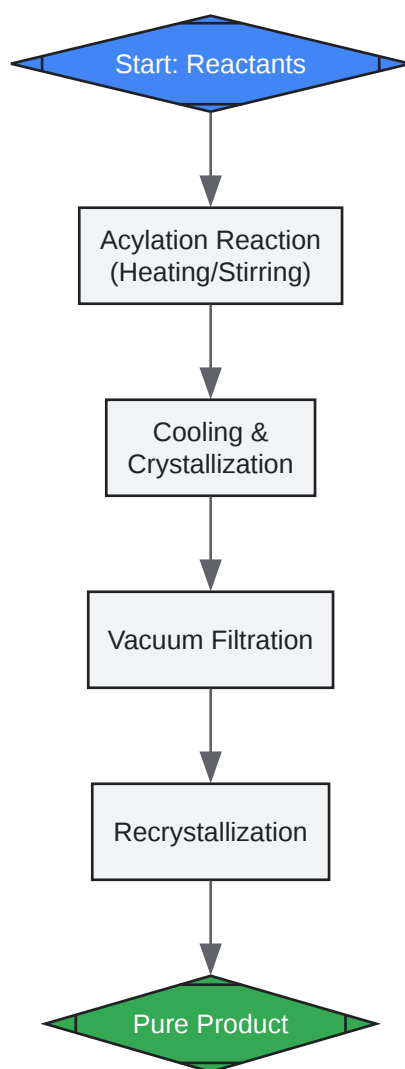 Start: Reactants
Acylation Reaction
(Heating/Stirring)
Cooling &
Crystallization
Vacuum Filtration
Recrystallization
Pure Product